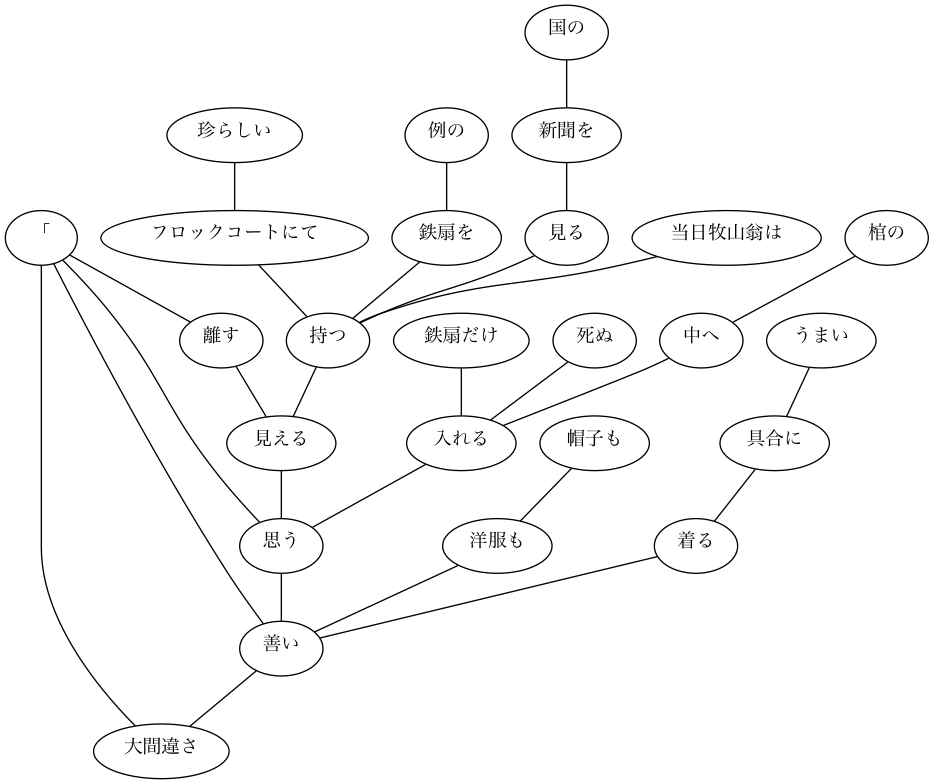 国の
珍らしい
例の
新聞を
「
フロックコートにて
鉄扇を
見る
当日牧山翁は
棺の
離す
持つ
鉄扇だけ
死ぬ
中へ
うまい
見える
入れる
帽子も
具合に
思う
洋服も
着る
善い
大間違さ